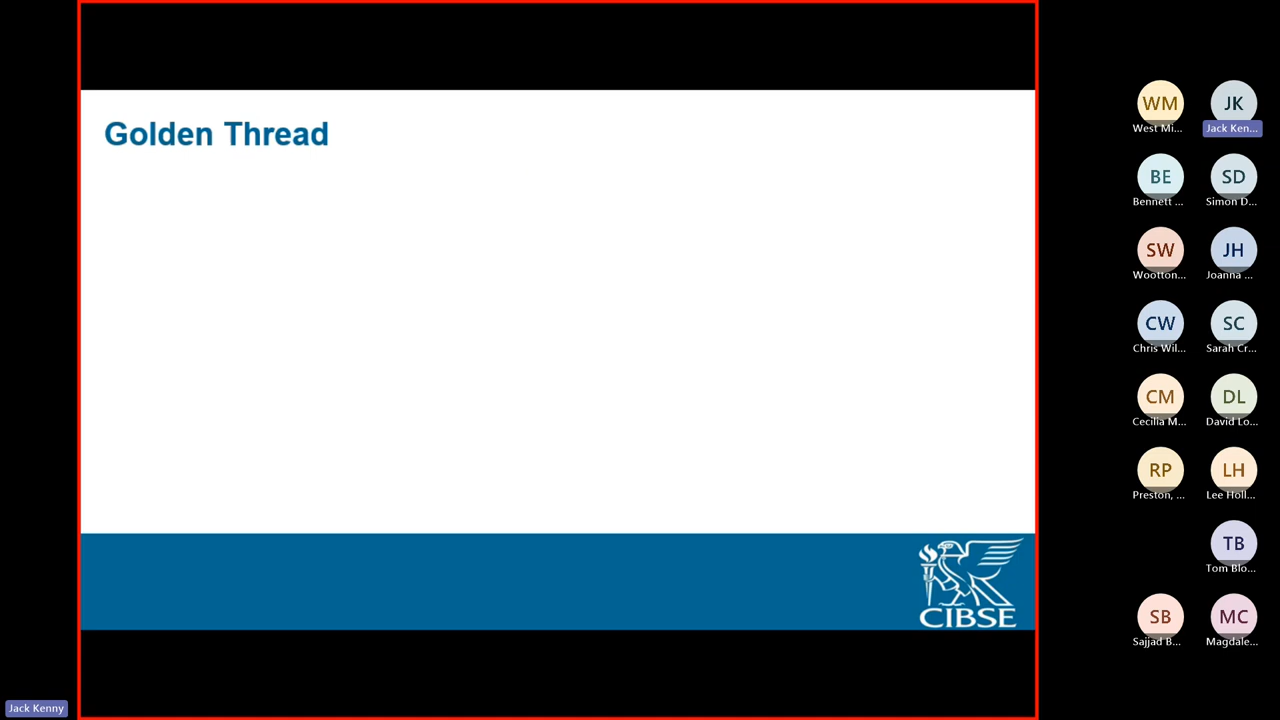 Golden Thread
CIBSE
Jack Kenny
WM
West Mi...
JK
Jack Ken...
BE
Bennett ...
SD
Simon D...
SW
Wootton...
JH
Joanna ...
CW
Chris Wil...
SC
Sarah Cr...
CM
Cecilia M...
DL
David Lo...
RP
Preston, ...
LH
Lee Holl...
TB
Tom Blo...
SB
Sajjad B...
MC
Magdale...